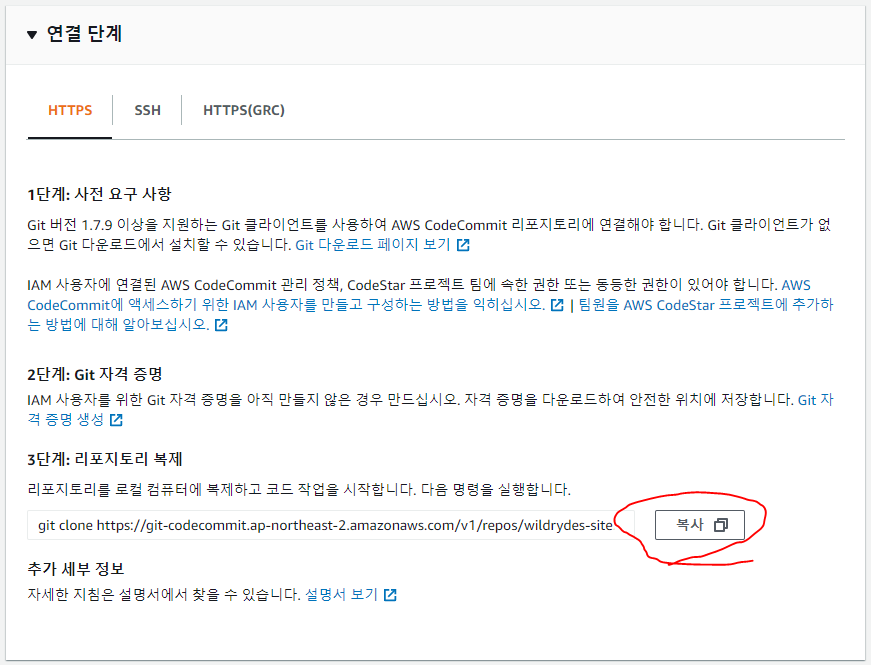 연결 단계
HTTPS
SSH
HTTPS(GRC)
1단계: 사전 요구 사항
Git 버전 1.7.9 이상을 지원하는 Git 클라이언트를 사용하여 AWS CodeCommit 리포지토리에 연결해야 합니다. Git 클라이언트가 없
으면 Git 다운로드에서 설치할 수 있습니다. Git 다운로드 페이지 보기
IAM 사용자에 연결된 AWS CodeCommit 관리 정책, CodeStar 프로젝트 팀에 속한 권한 또는 동등한 권한이 있어야 합니다. AWS
CodeCommit에 액세스하기 위한 IAM 사용자를 만들고 구성하는 방법을 익히십시오. | 팀원을 AWS CodeStar 프로젝트에 추가하
는 방법에 대해 알아보십시오.
2단계: Git 자격 증명
IAM 사용자를 위한 Git 자격 증명을 아직 만들지 않은 경우 만드십시오. 자격 증명을 다운로드하여 안전한 위치에 저장합니다. Git 자
격 증명 생성
3단계: 리포지토리 복제
리포지토리를 로컬 컴퓨터에 복제하고 코드 작업을 시작합니다. 다음 명령을 실행합니다.
git clone https://git-codecommit.ap-northeast-2.amazonaws.com/v1/repos/wildrydes-site
복사
추가 세부 정보
자세한 지침은 설명서에서 찾을 수 있습니다. 설명서 보기